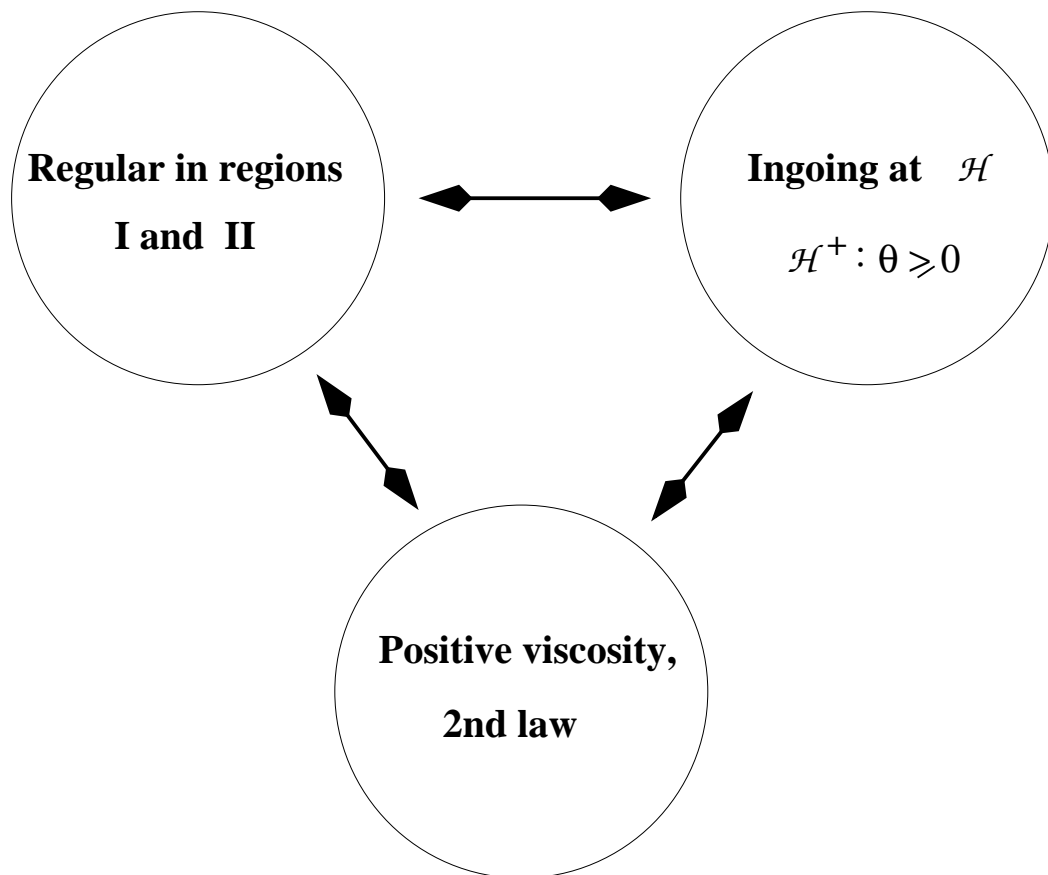 Regular in regions
I and II
Ingoing at ℋ
ℋ⁺: θ ⩾ 0
Positive viscosity,
2nd law